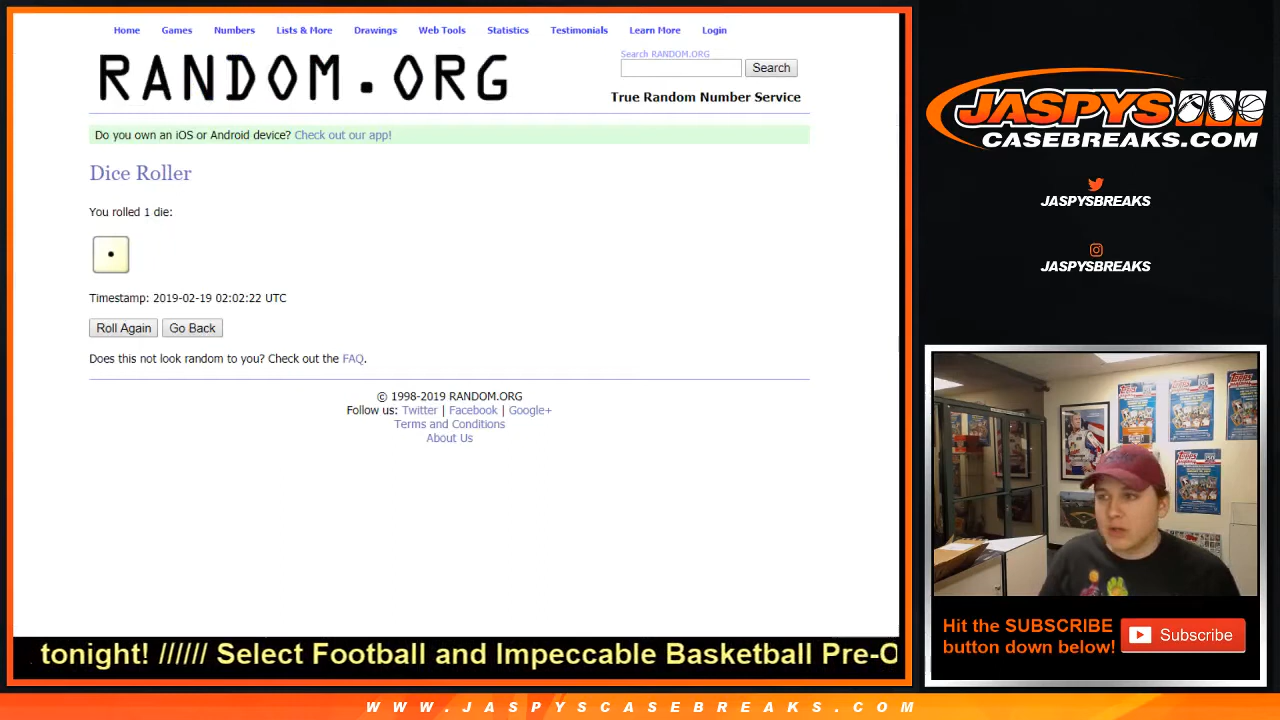 Home Games Numbers Lists & More Drawings Web Tools Statistics Testimonials Learn More Login
RANDOM.ORG
Search RANDOM.ORG
Search
True Random Number Service
Do you own an iOS or Android device? Check out our app!
Dice Roller
You rolled 1 die:
Timestamp: 2019-02-19 02:02:22 UTC
Roll Again Go Back
Does this not look random to you? Check out the FAQ.
© 1998-2019 RANDOM.ORG
Follow us: Twitter | Facebook | Google+
Terms and Conditions
About Us
tonight! ////// Select Football and Impeccable Basketball Pre-O
JASPYS
CASEBREAKS.COM
JASPYSBREAKS
JASPYSBREAKS
Topps
Topps
Topps
Topps
Hit the SUBSCRIBE
button down below!
Subscribe
WWW.JASPYSCASEBREAKS.COM